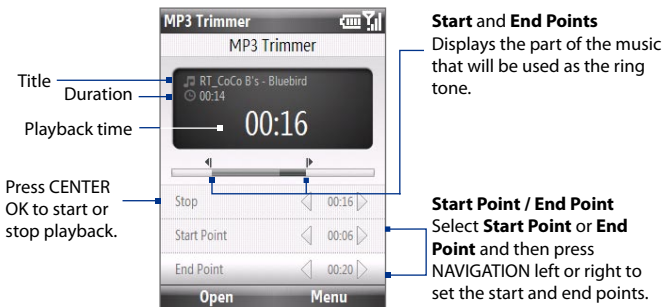 MP3 Trimmer
MP3 Trimmer
RT_CoCo B's - Bluebird
00:14
00:16
Stop 00:16
Start Point 00:06
End Point 00:20
Open Menu
Title
Duration
Playback time
Press CENTER
OK to start or
stop playback.
Start and End Points
Displays the part of the music
that will be used as the ring
tone.
Start Point / End Point
Select Start Point or End
Point and then press
NAVIGATION left or right to
set the start and end points.